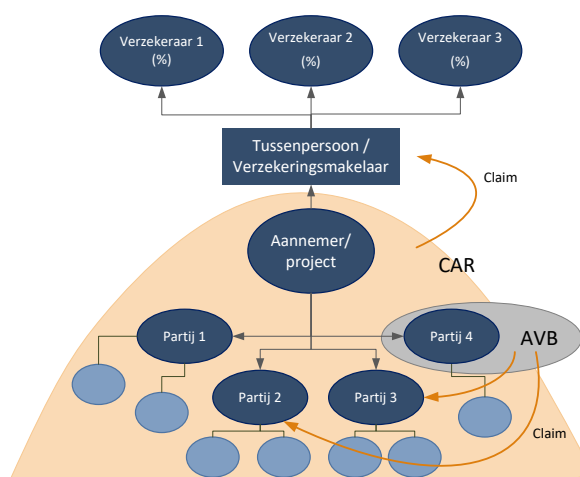 Verzekeraar 1
(%)
Verzekeraar 2
(%)
Verzekeraar 3
(%)
Tussenpersoon /
Verzekeringsmakelaar
Claim
Aannemer/
project
CAR
Partij 1
Partij 4
AVB
Partij 2
Partij 3
Claim